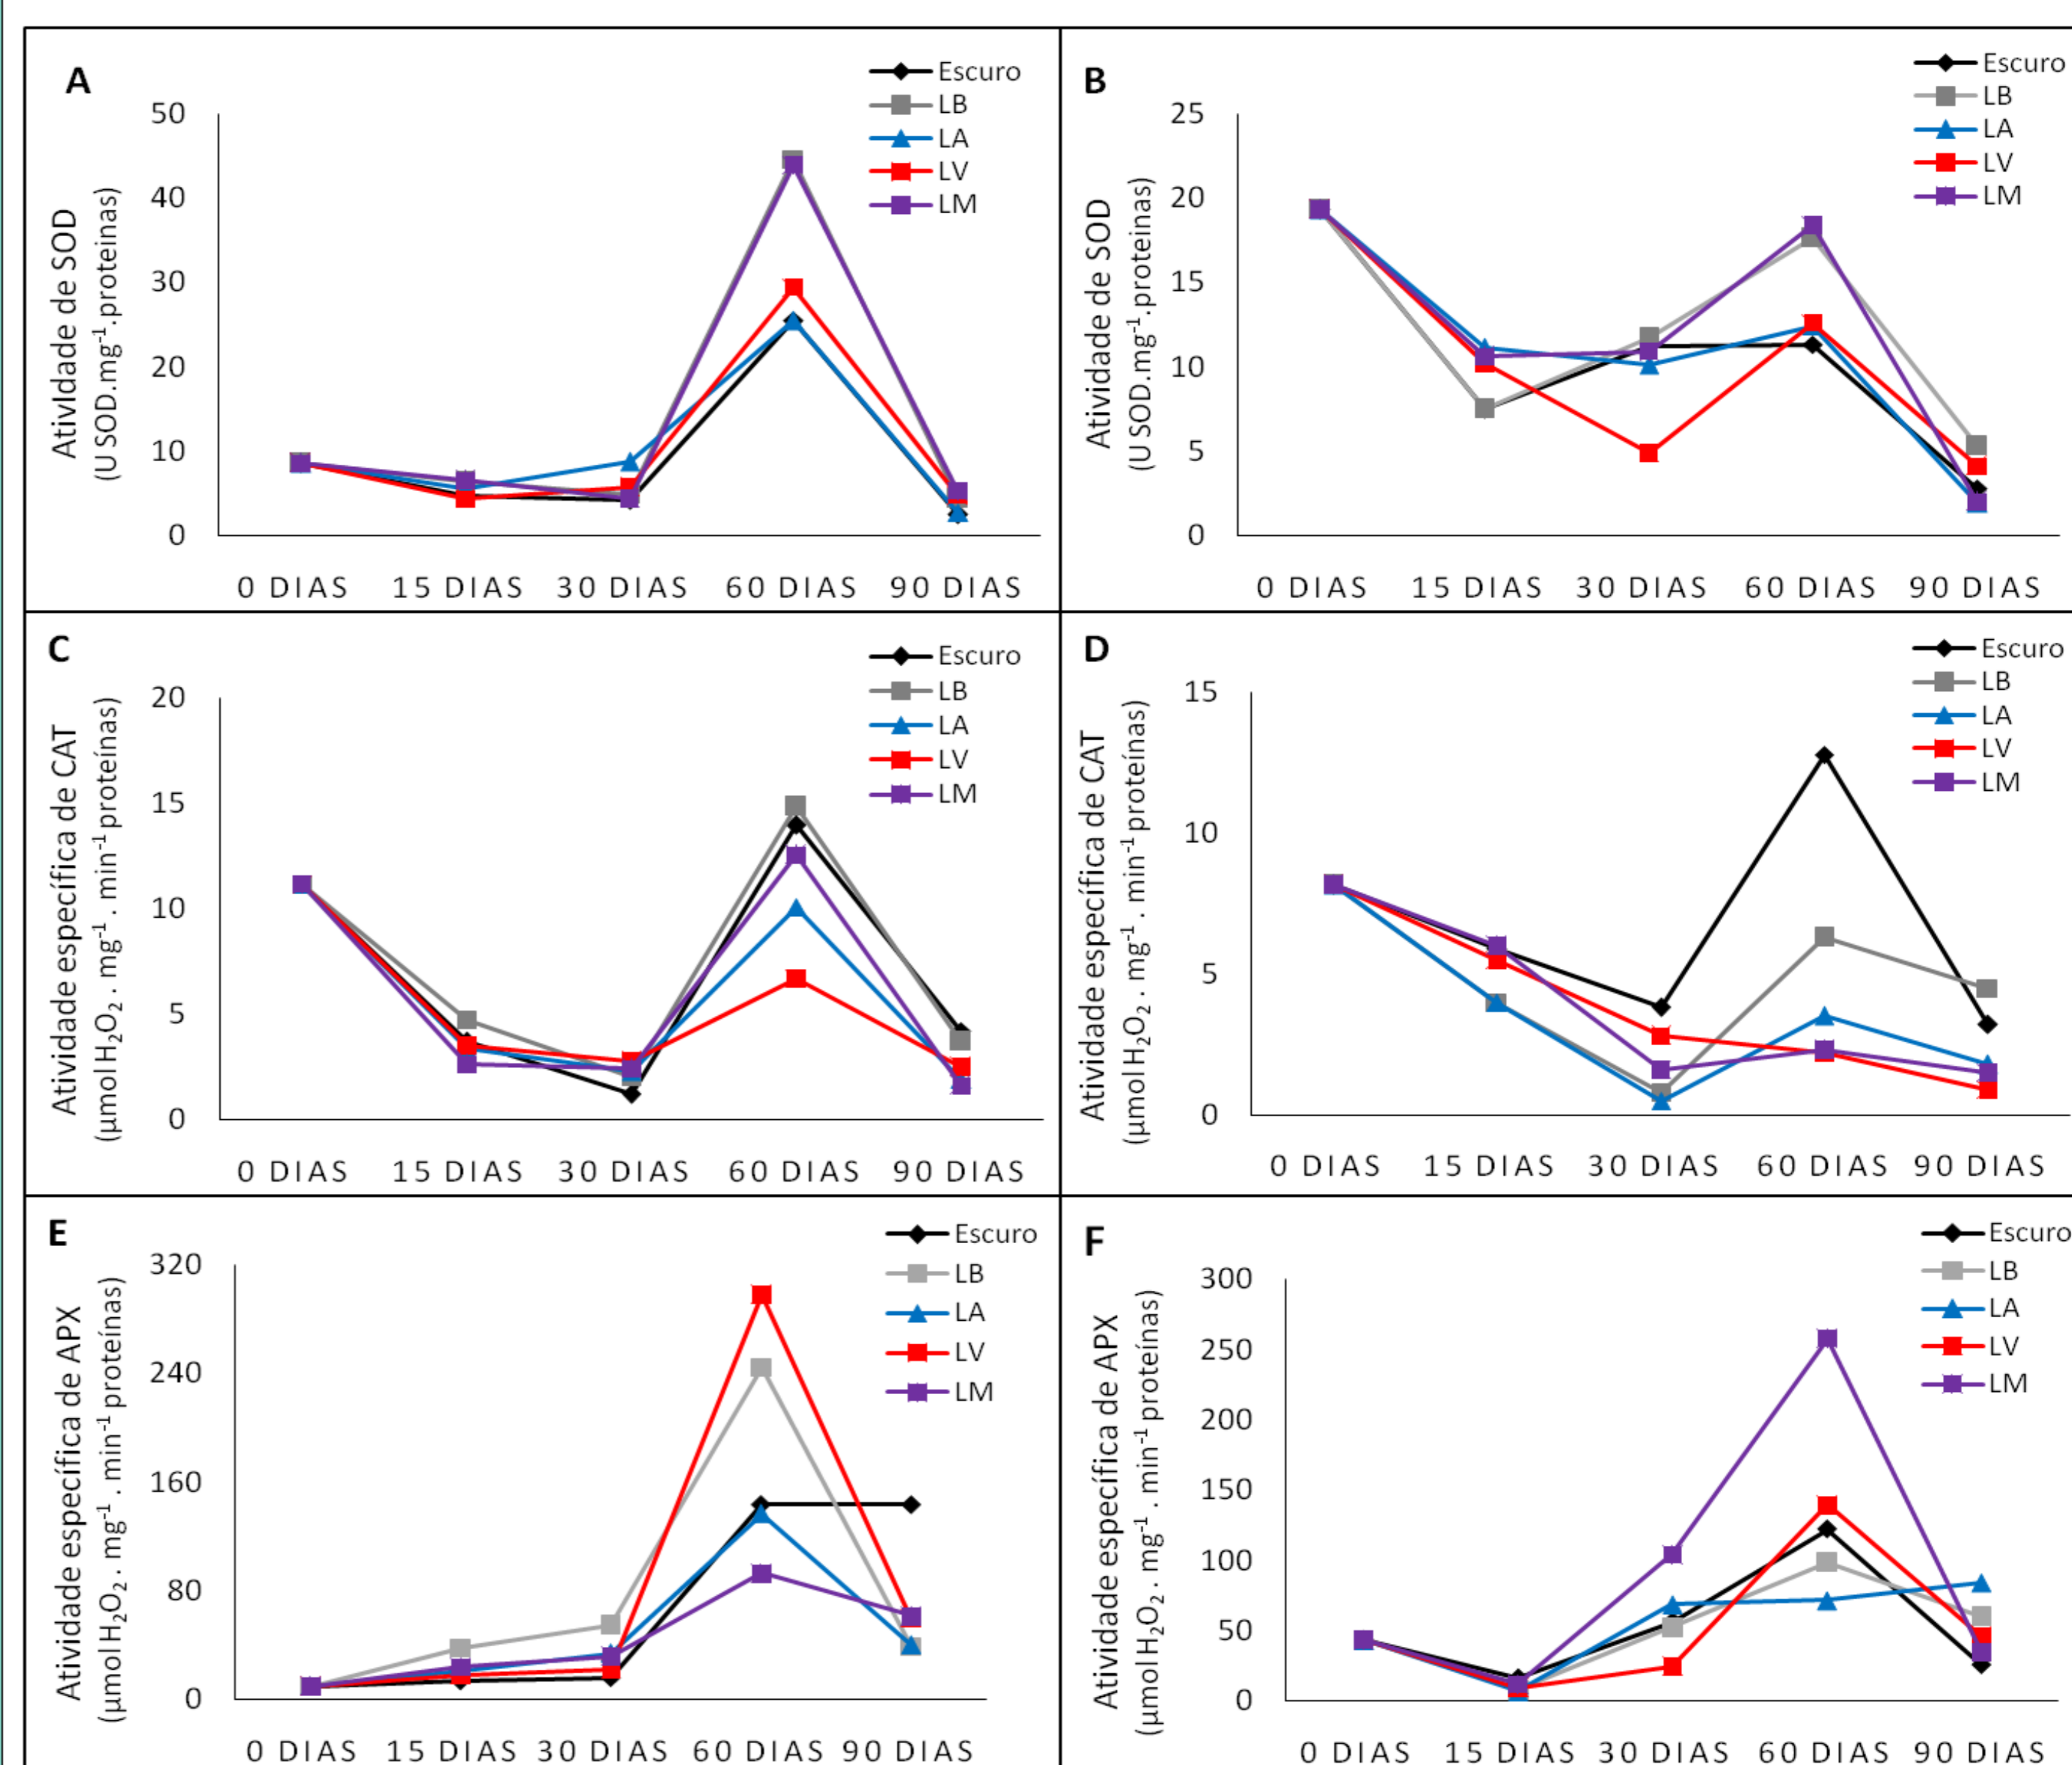 A
Escuro
LB
LA
LV
LM
50
40
30
20
10
0
AtivIdade de SOD
(U SOD.mg⁻¹.proteinas)
0 DIAS 15 DIAS 30 DIAS 60 DIAS 90 DIAS
B
Escuro
LB
LA
LV
LM
25
20
15
10
5
0
Atividade de SOD
(U SOD.mg⁻¹.proteínas)
0 DIAS 15 DIAS 30 DIAS 60 DIAS 90 DIAS
C
Escuro
LB
LA
LV
LM
20
15
10
5
0
Atividade específica de CAT
(µmol H₂O₂ . mg⁻¹ . min⁻¹ proteínas)
0 DIAS 15 DIAS 30 DIAS 60 DIAS 90 DIAS
D
Escuro
LB
LA
LV
LM
15
10
5
0
Atividade específica de CAT
(µmol H₂O₂ . mg⁻¹ . min⁻¹ proteínas)
0 DIAS 15 DIAS 30 DIAS 60 DIAS 90 DIAS
E
Escuro
LB
LA
LV
LM
320
240
160
80
0
Atividade específica de APX
(µmol H₂O₂ . mg⁻¹ . min⁻¹ proteínas)
0 DIAS 15 DIAS 30 DIAS 60 DIAS 90 DIAS
F
Escuro
LB
LA
LV
LM
300
250
200
150
100
50
0
Atividade específica de APX
(µmol H₂O₂ . mg⁻¹ . min⁻¹ proteínas)
0 DIAS 15 DIAS 30 DIAS 60 DIAS 90 DIAS